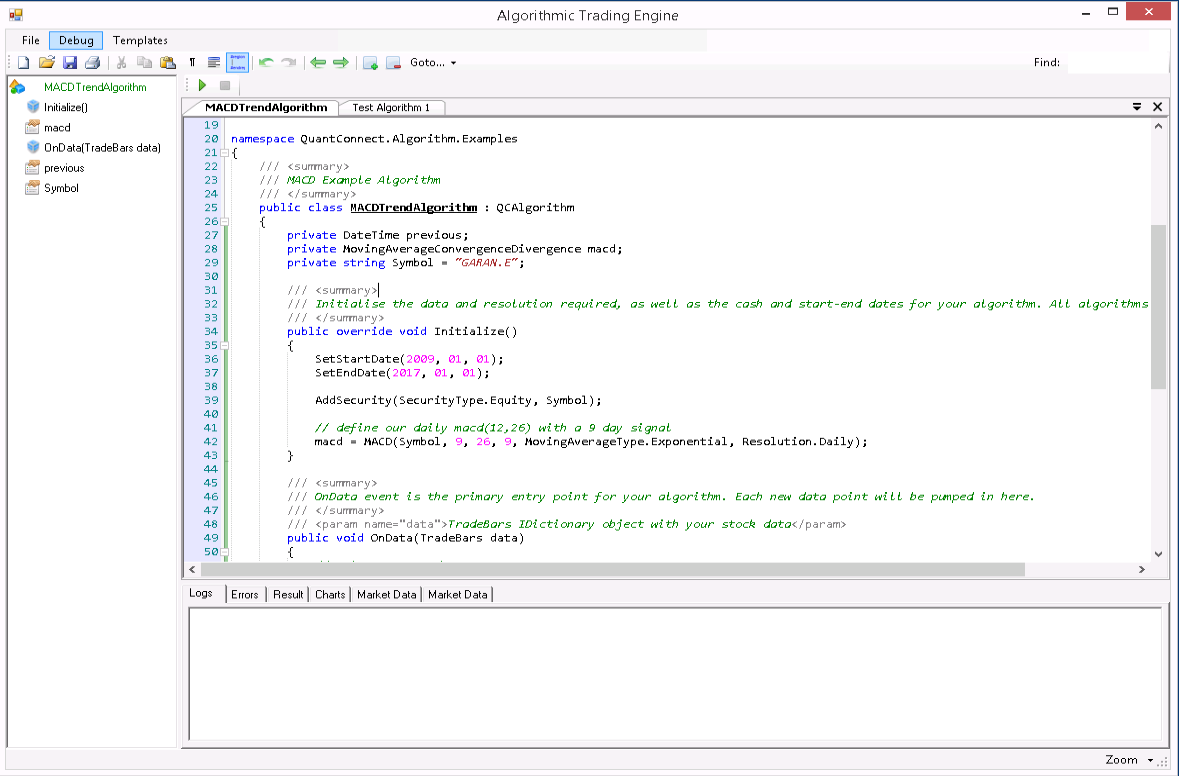 Algorithmic Trading Engine
File Debug Templates
Goto... Find:
MACDTrendAlgorithm
Initialize()
macd
OnData(TradeBars data)
previous
Symbol
MACDTrendAlgorithm Test Algorithm 1
19
20 namespace QuantConnect.Algorithm.Examples
21 {
22 /// <summary>
23 /// MACD Example Algorithm
24 /// </summary>
25 public class MACDTrendAlgorithm : QCAlgorithm
26 {
27 private DateTime previous;
28 private MovingAverageConvergenceDivergence macd;
29 private string Symbol = "GARAN.E";
30
31 /// <summary>
32 /// Initialise the data and resolution required, as well as the cash and start-end dates for your algorithm. All algorithms
33 /// </summary>
34 public override void Initialize()
35 {
36 SetStartDate(2009, 01, 01);
37 SetEndDate(2017, 01, 01);
38
39 AddSecurity(SecurityType.Equity, Symbol);
40
41 // define our daily macd(12,26) with a 9 day signal
42 macd = MACD(Symbol, 9, 26, 9, MovingAverageType.Exponential, Resolution.Daily);
43 }
44
45 /// <summary>
46 /// OnData event is the primary entry point for your algorithm. Each new data point will be pumped in here.
47 /// </summary>
48 /// <param name="data">TradeBars IDictionary object with your stock data</param>
49 public void OnData(TradeBars data)
50 {
Logs Errors Result Charts Market Data Market Data
Zoom